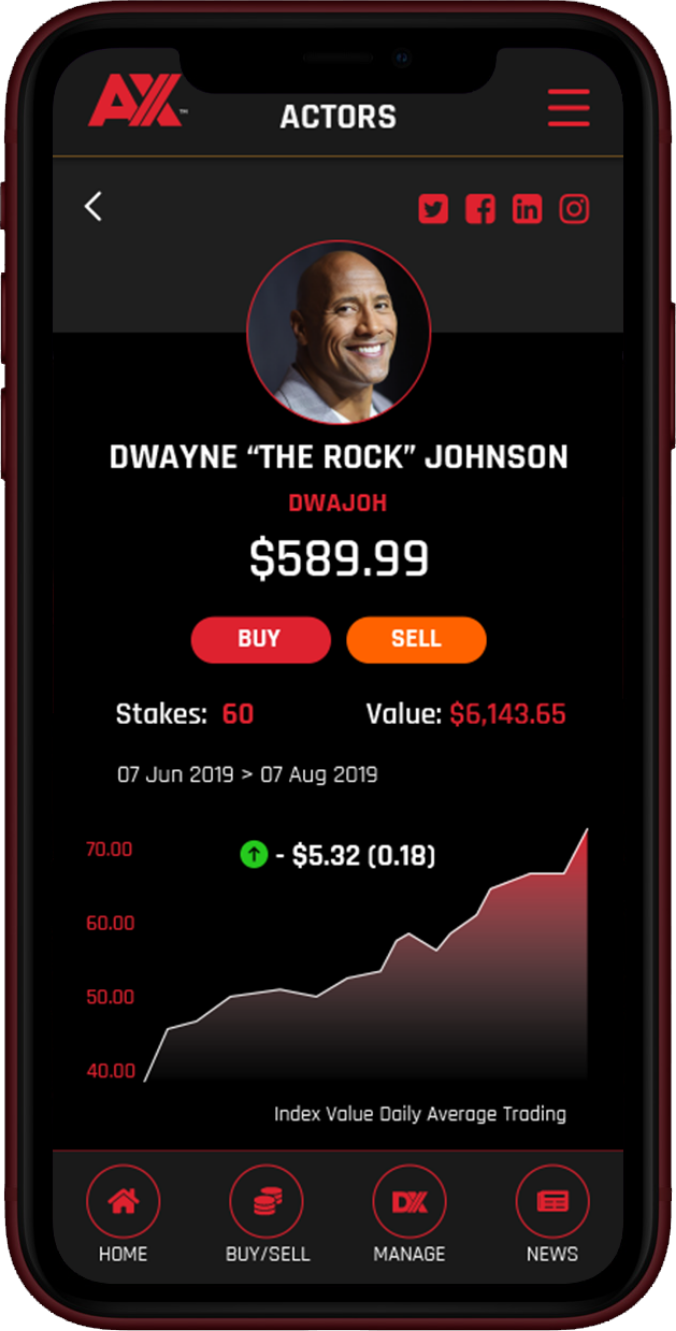 AX™
ACTORS
DWAYNE “THE ROCK” JOHNSON
DWAJOH
$589.99
BUY
SELL
Stakes: 60
Value: $6,143.65
07 Jun 2019 > 07 Aug 2019
- $5.32 (0.18)
70.00
60.00
50.00
40.00
Index Value Daily Average Trading
DX
HOME
BUY/SELL
MANAGE
NEWS